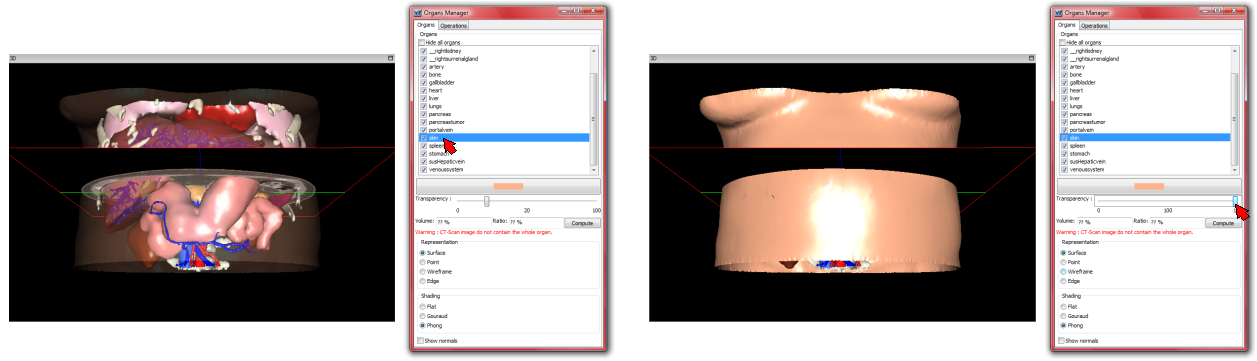 3D
Organs Manager
Organs Operations
Organs
Hide all organs
__rightkidney
__rightsurrenalgland
artery
bone
gallbladder
heart
liver
lungs
pancreas
pancreastumor
portalvein
skin
spleen
stomach
susHepaticvein
venoussystem
Transparency :
0 20 100
Volume: ?? % Ratio: ?? % Compute
Warning : CT-Scan image do not contain the whole organ.
Representation
Surface
Point
Wireframe
Edge
Shading
Flat
Gouraud
Phong
Show normals
3D
Organs Manager
Organs Operations
Organs
Hide all organs
__rightkidney
__rightsurrenalgland
artery
bone
gallbladder
heart
liver
lungs
pancreas
pancreastumor
portalvein
skin
spleen
stomach
susHepaticvein
venoussystem
Transparency :
0 100
Volume: ?? % Ratio: ?? % Compute
Warning : CT-Scan image do not contain the whole organ.
Representation
Surface
Point
Wireframe
Edge
Shading
Flat
Gouraud
Phong
Show normals